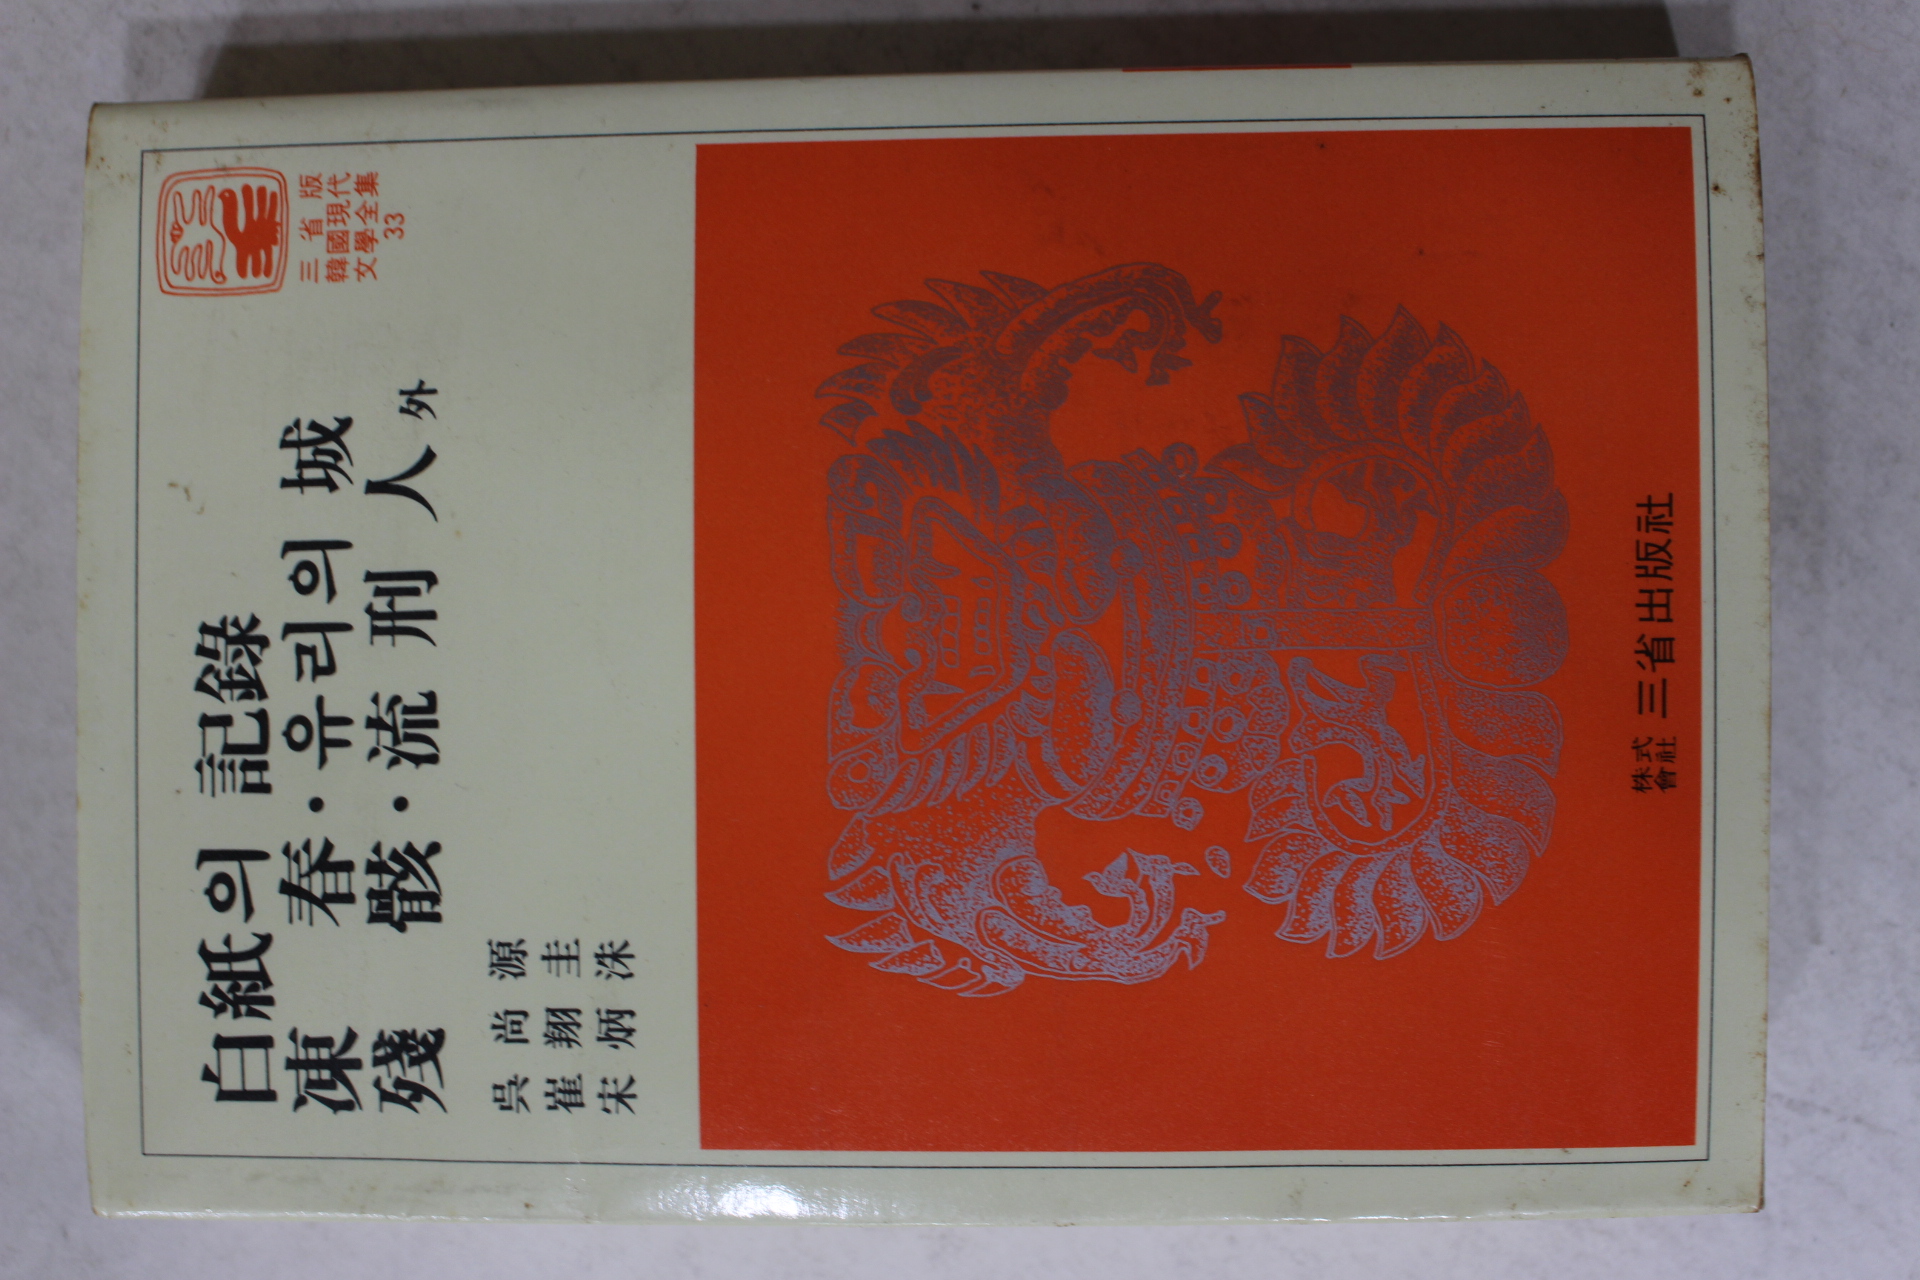 三省版
韓國現代
文學全集
33
白紙의 記錄
凍春·유리의 城
殘骸·流刑人 外
吳尚源
崔翔圭
宋炳洙
株式會社 三省出版社